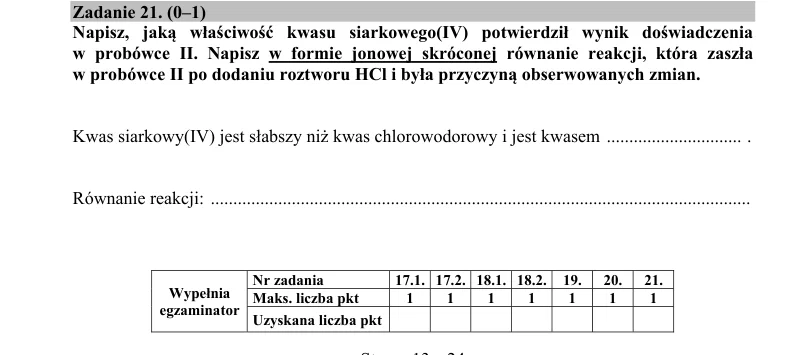 Zadanie 21. (0–1)
Napisz, jaką właściwość kwasu siarkowego(IV) potwierdził wynik doświadczenia
w probówce II. Napisz w formie jonowej skróconej równanie reakcji, która zaszła
w probówce II po dodaniu roztworu HCl i była przyczyną obserwowanych zmian.
Kwas siarkowy(IV) jest słabszy niż kwas chlorowodorowy i jest kwasem ............................. .
Równanie reakcji: ..................................................................................................................................
Wypełnia egzaminator
Nr zadania 17.1. 17.2. 18.1. 18.2. 19. 20. 21.
Maks. liczba pkt 1 1 1 1 1 1 1
Uzyskana liczba pkt